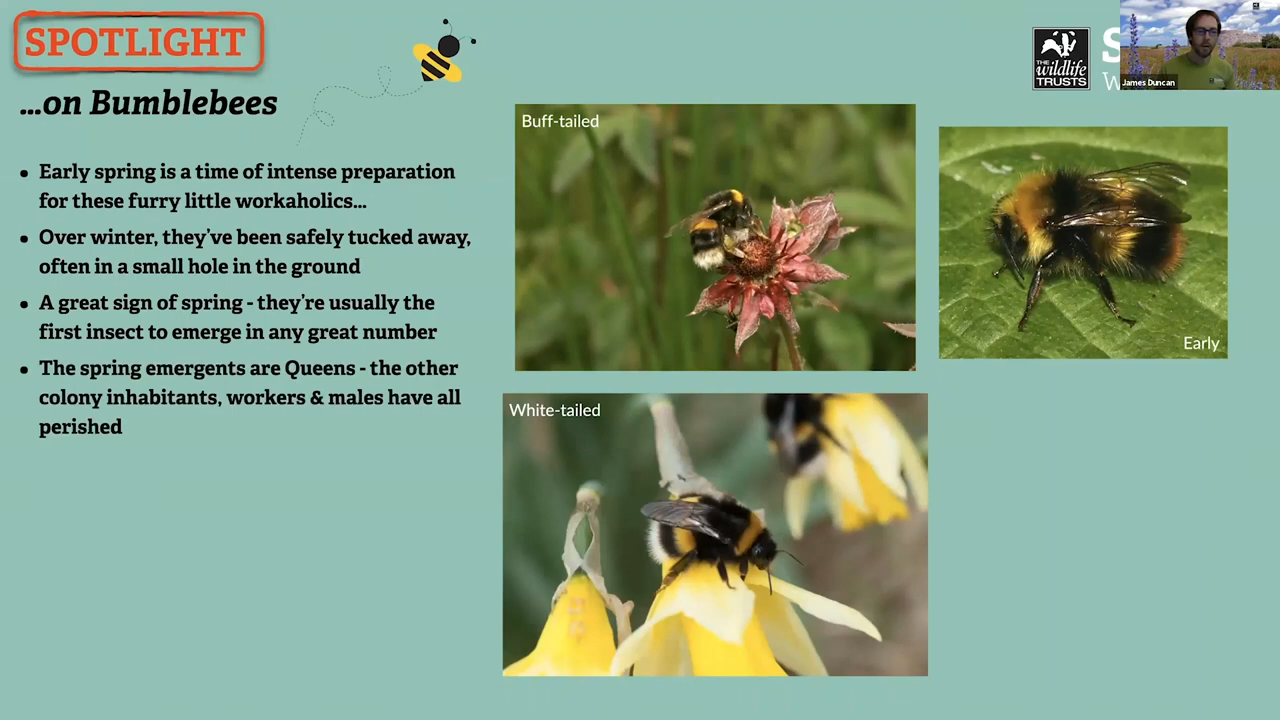 SPOTLIGHT
...on Bumblebees
• Early spring is a time of intense preparation
for these furry little workaholics...
• Over winter, they've been safely tucked away,
often in a small hole in the ground
• A great sign of spring - they're usually the
first insect to emerge in any great number
• The spring emergents are Queens - the other
colony inhabitants, workers & males have all
perished
Buff-tailed
Early
White-tailed
THE
wildlife
TRUSTS
S
W
James Duncan